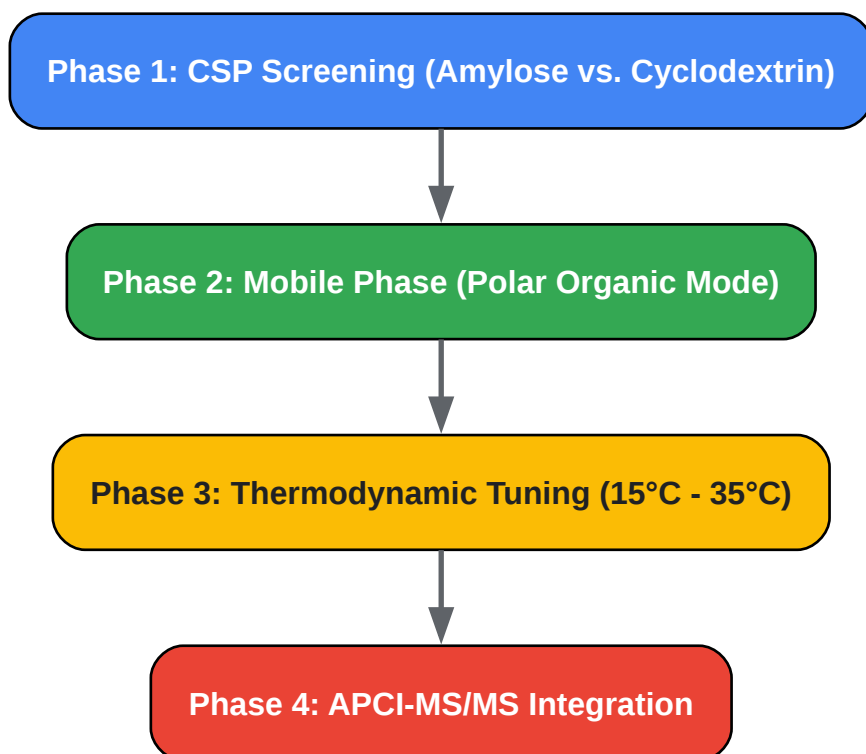 Phase 1: CSP Screening (Amylose vs. Cyclodextrin)
Phase 2: Mobile Phase (Polar Organic Mode)
Phase 3: Thermodynamic Tuning (15°C - 35°C)
Phase 4: APCI-MS/MS Integration